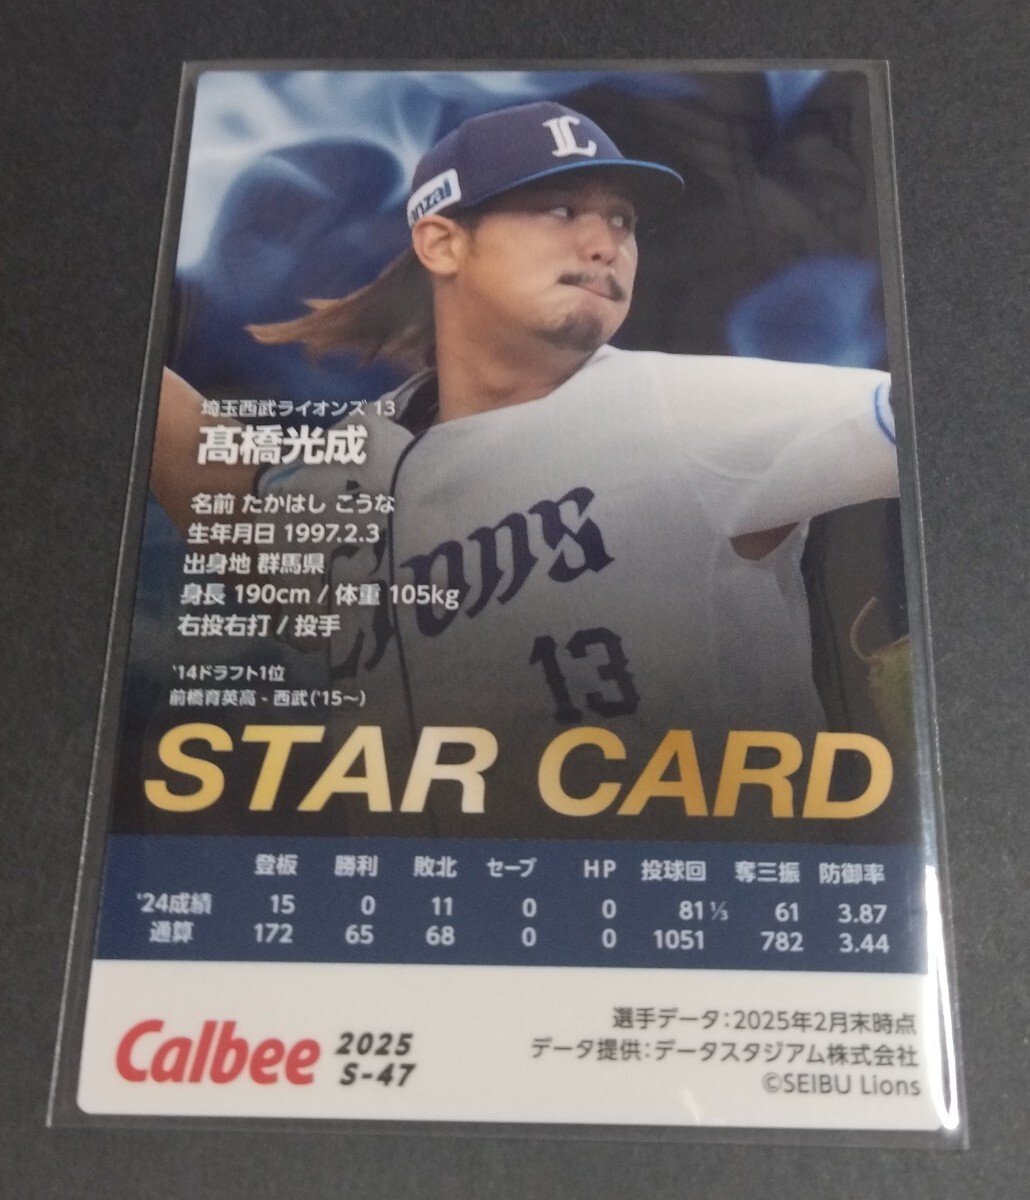 L
anzai
埼玉西武ライオンズ 13
髙橋光成
名前 たかはし こうな
生年月日 1997.2.3
出身地 群馬県
身長 190cm / 体重 105kg
右投右打 / 投手
'14ドラフト1位
前橋育英高 - 西武('15〜)
Lions
13
STAR CARD
登板 勝利 敗北 セーブ HP 投球回 奪三振 防御率
'24成績 15 0 11 0 0 81 ⅓ 61 3.87
通算 172 65 68 0 0 1051 782 3.44
Calbee 2025
S-47
選手データ:2025年2月末時点
データ提供:データスタジアム株式会社
©SEIBU Lions